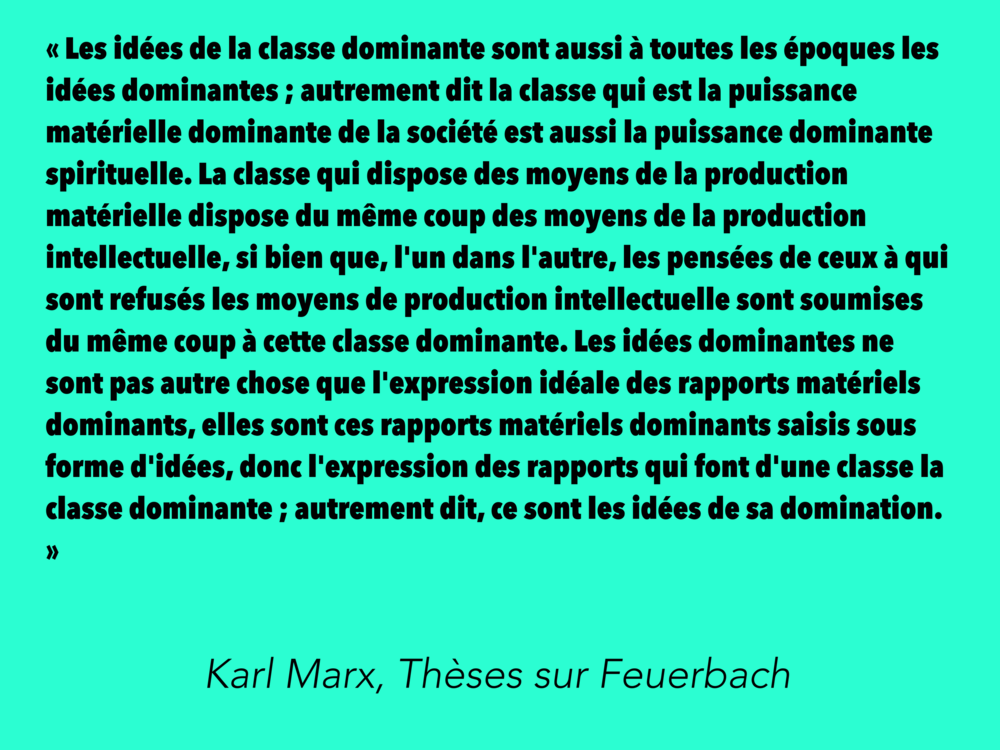 « Les idées de la classe dominante sont aussi à toutes les époques les
idées dominantes ; autrement dit la classe qui est la puissance
matérielle dominante de la société est aussi la puissance dominante
spirituelle. La classe qui dispose des moyens de la production
matérielle dispose du même coup des moyens de la production
intellectuelle, si bien que, l'un dans l'autre, les pensées de ceux à qui
sont refusés les moyens de production intellectuelle sont soumises
du même coup à cette classe dominante. Les idées dominantes ne
sont pas autre chose que l'expression idéale des rapports matériels
dominants, elles sont ces rapports matériels dominants saisis sous
forme d'idées, donc l'expression des rapports qui font d'une classe la
classe dominante ; autrement dit, ce sont les idées de sa domination.
»
Karl Marx, Thèses sur Feuerbach